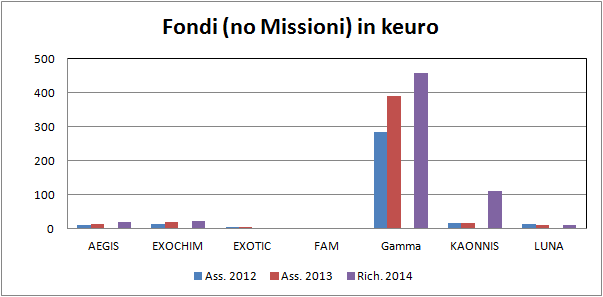 Fondi (no Missioni) in keuro
500
400
300
200
100
0
AEGIS EXOCHIM EXOTIC FAM Gamma KAONNIS LUNA
Ass. 2012 Ass. 2013 Rich. 2014